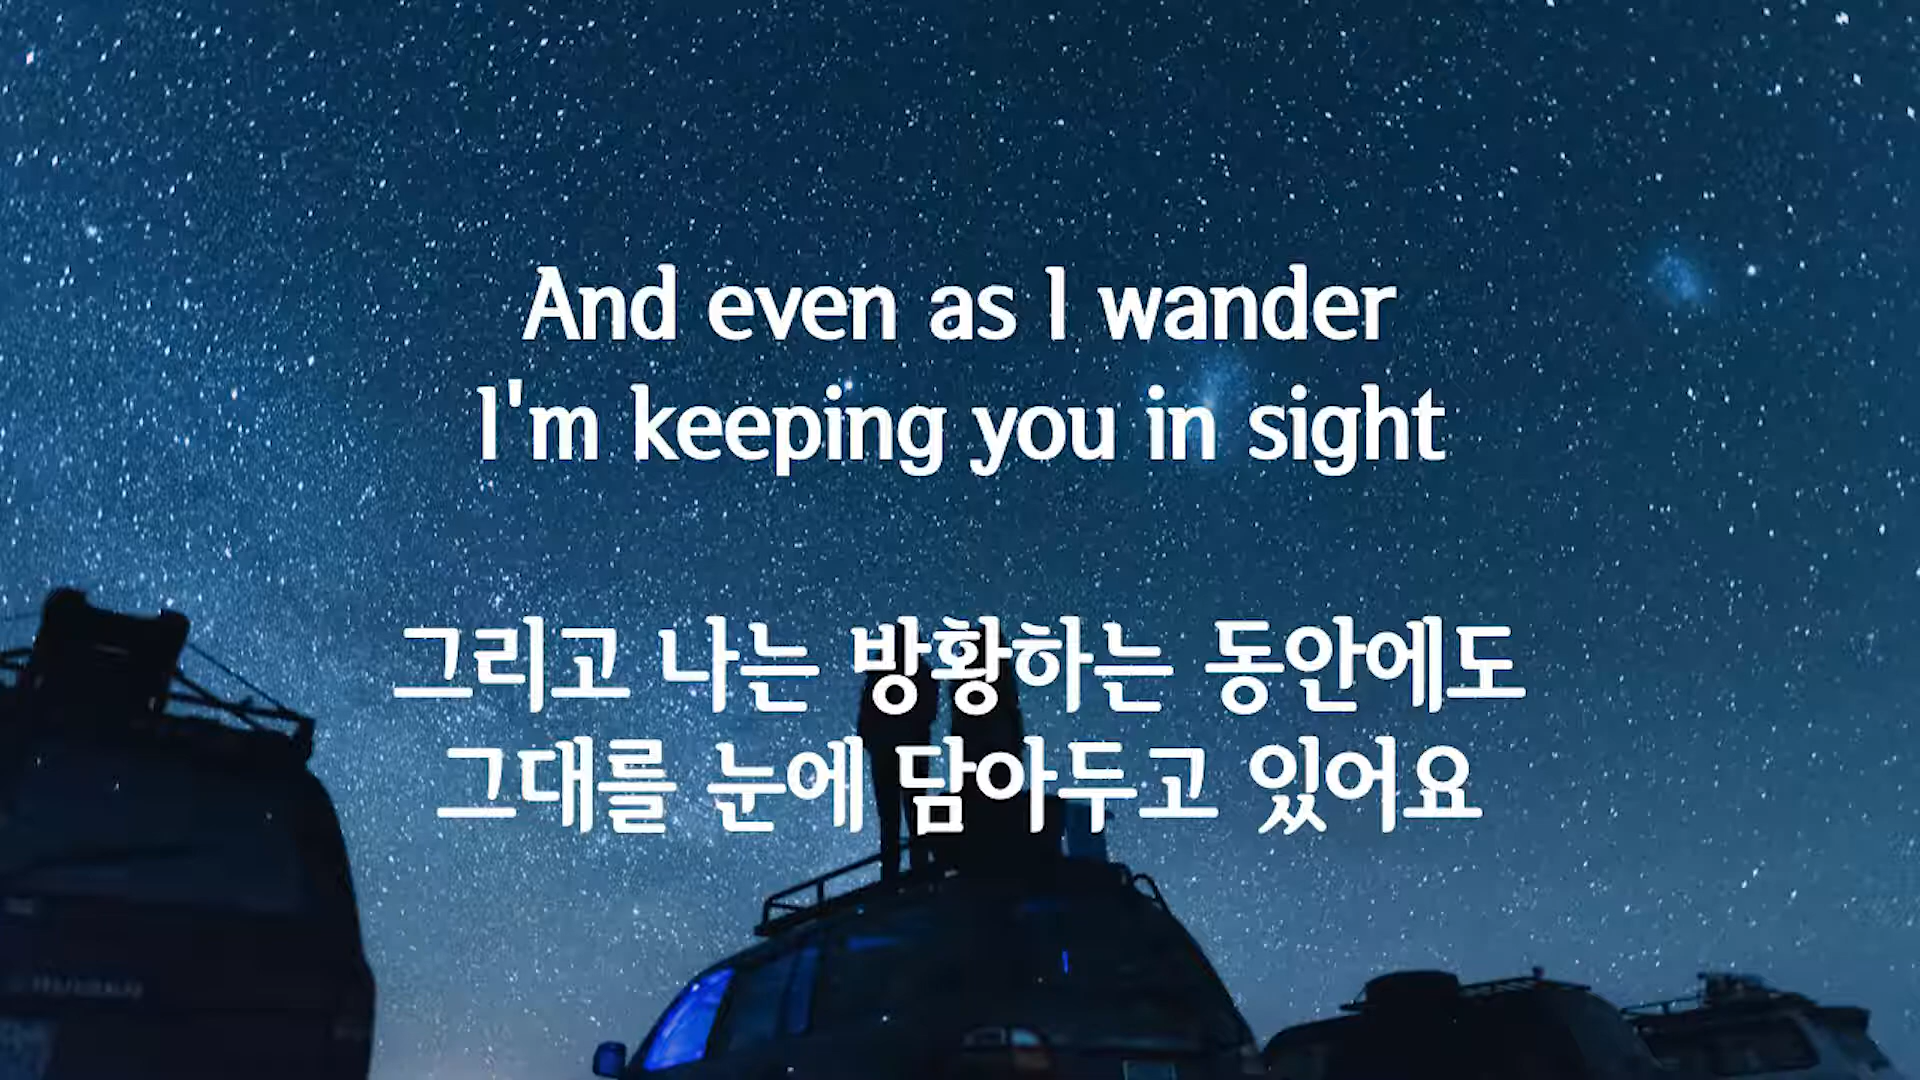 And even as I wander
I'm keeping you in sight
그리고 나는 방황하는 동안에도
그대를 눈에 담아두고 있어요